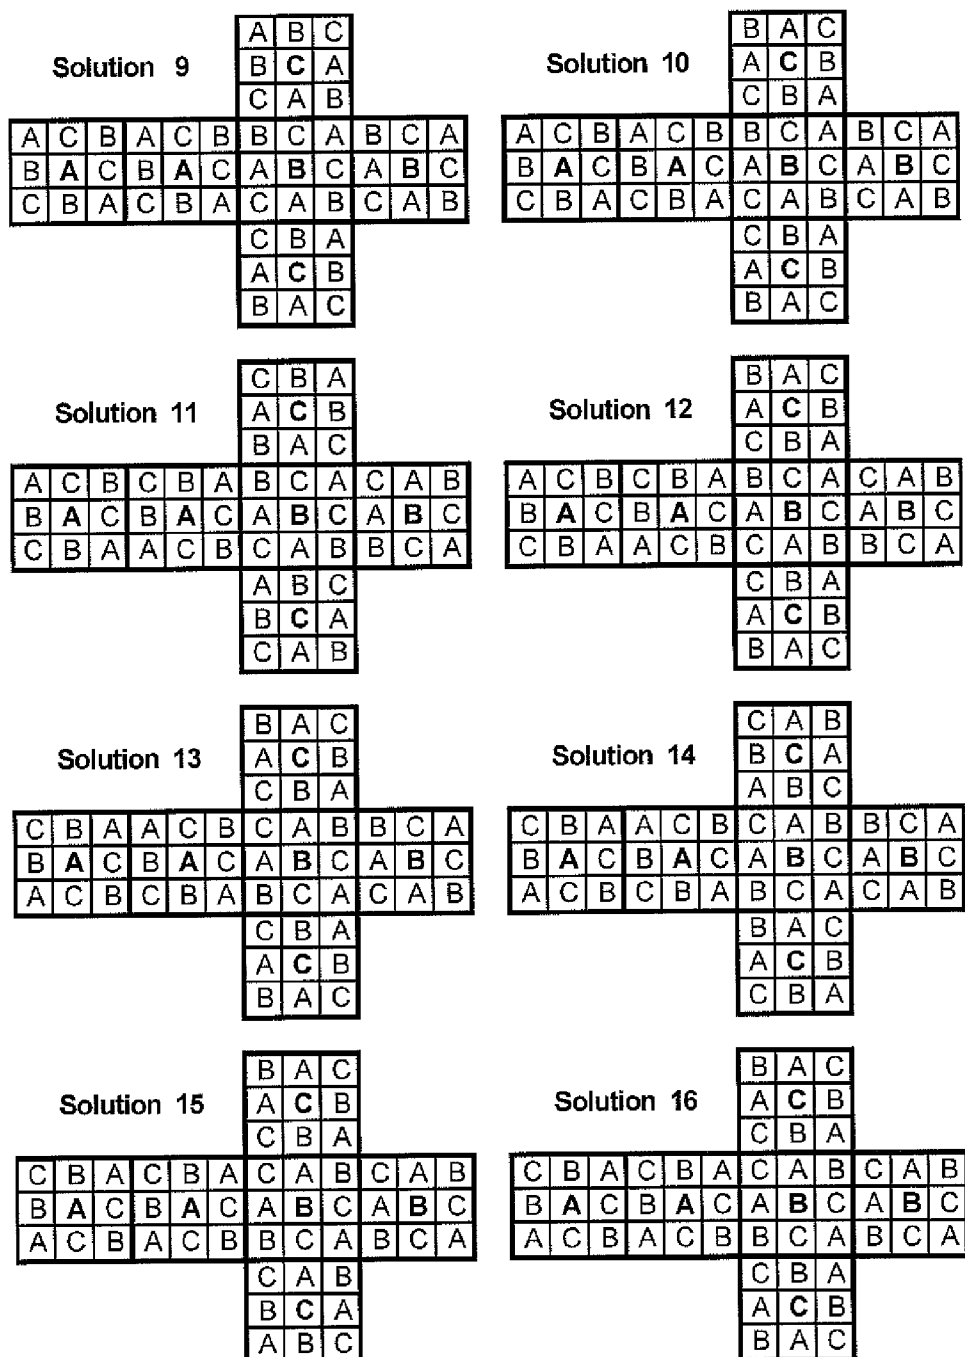 Solution 9
A B C
B C A
C A B
A C B A C B B C A B C A
B A C B A C A B C A B C
C B A C B A C A B C A B
C B A
A C B
B A C
Solution 10
B A C
A C B
C B A
A C B A C B B C A B C A
B A C B A C A B C A B C
C B A C B A C A B C A B
C B A
A C B
B A C
Solution 11
C B A
A C B
B A C
A C B C B A B C A C A B
B A C B A C A B C A B C
C B A A C B C A B B C A
A B C
B C A
C A B
Solution 12
B A C
A C B
C B A
A C B C B A B C A C A B
B A C B A C A B C A B C
C B A A C B C A B B C A
C B A
A C B
B A C
Solution 13
B A C
A C B
C B A
C B A A C B C A B B C A
B A C B A C A B C A B C
A C B C B A B C A C A B
C B A
A C B
B A C
Solution 14
C A B
B C A
A B C
C B A A C B C A B B C A
B A C B A C A B C A B C
A C B C B A B C A C A B
B A C
A C B
C B A
Solution 15
B A C
A C B
C B A
C B A C B A C A B C A B
B A C B A C A B C A B C
A C B A C B B C A B C A
C A B
B C A
A B C
Solution 16
B A C
A C B
C B A
C B A C B A C A B C A B
B A C B A C A B C A B C
A C B A C B B C A B C A
C B A
A C B
B A C